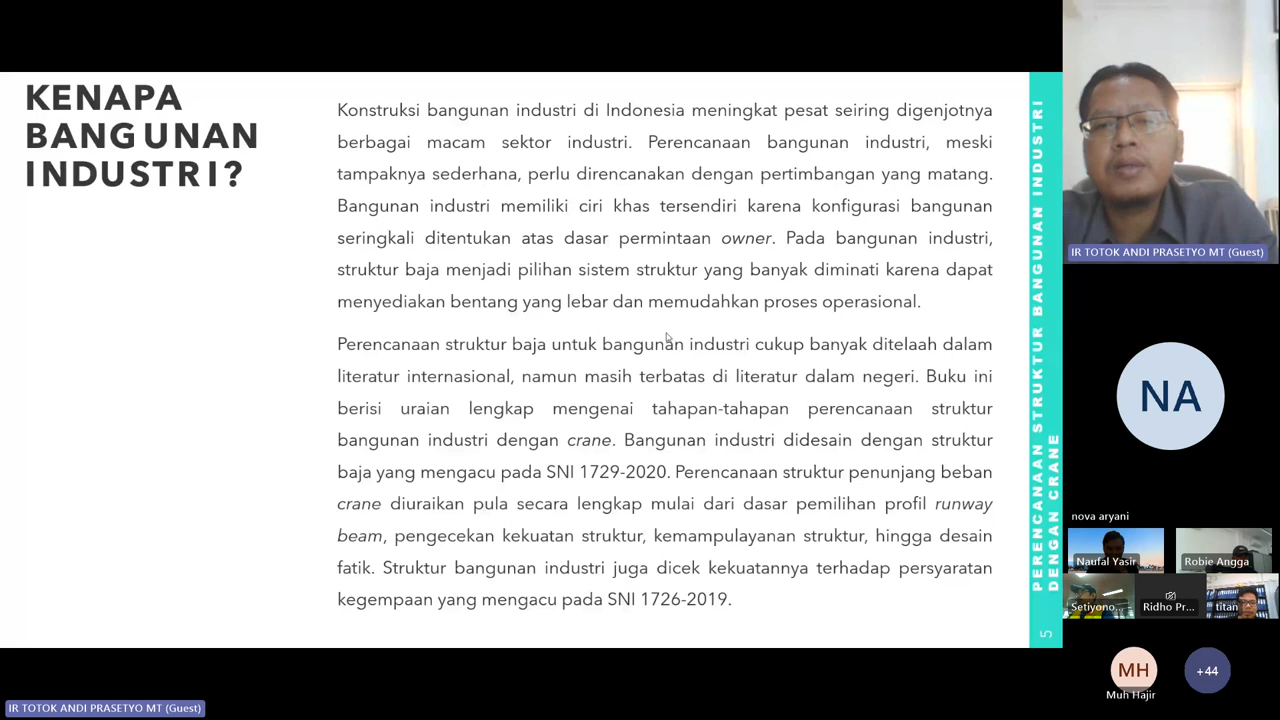 KENAPA
BANGUNAN
INDUSTRI?
Konstruksi bangunan industri di Indonesia meningkat pesat seiring digenjotnya
berbagai macam sektor industri. Perencanaan bangunan industri, meski
tampaknya sederhana, perlu direncanakan dengan pertimbangan yang matang.
Bangunan industri memiliki ciri khas tersendiri karena konfigurasi bangunan
seringkali ditentukan atas dasar permintaan owner. Pada bangunan industri,
struktur baja menjadi pilihan sistem struktur yang banyak diminati karena dapat
menyediakan bentang yang lebar dan memudahkan proses operasional.
Perencanaan struktur baja untuk bangunan industri cukup banyak ditelaah dalam
literatur internasional, namun masih terbatas di literatur dalam negeri. Buku ini
berisi uraian lengkap mengenai tahapan-tahapan perencanaan struktur
bangunan industri dengan crane. Bangunan industri didesain dengan struktur
baja yang mengacu pada SNI 1729-2020. Perencanaan struktur penunjang beban
crane diuraikan pula secara lengkap mulai dari dasar pemilihan profil runway
beam, pengecekan kekuatan struktur, kemampulayanan struktur, hingga desain
fatik. Struktur bangunan industri juga dicek kekuatannya terhadap persyaratan
kegempaan yang mengacu pada SNI 1726-2019.
PERENCANAAN STRUKTUR BANGUNAN INDUSTRI
DENGAN CRANE
5
IR TOTOK ANDI PRASETYO MT (Guest)
NA
nova aryani
Naufal Yasir
Robie Angga
Setiyono...
Ridho Pr...
titan
MH
Muh Hajir
+44
IR TOTOK ANDI PRASETYO MT (Guest)